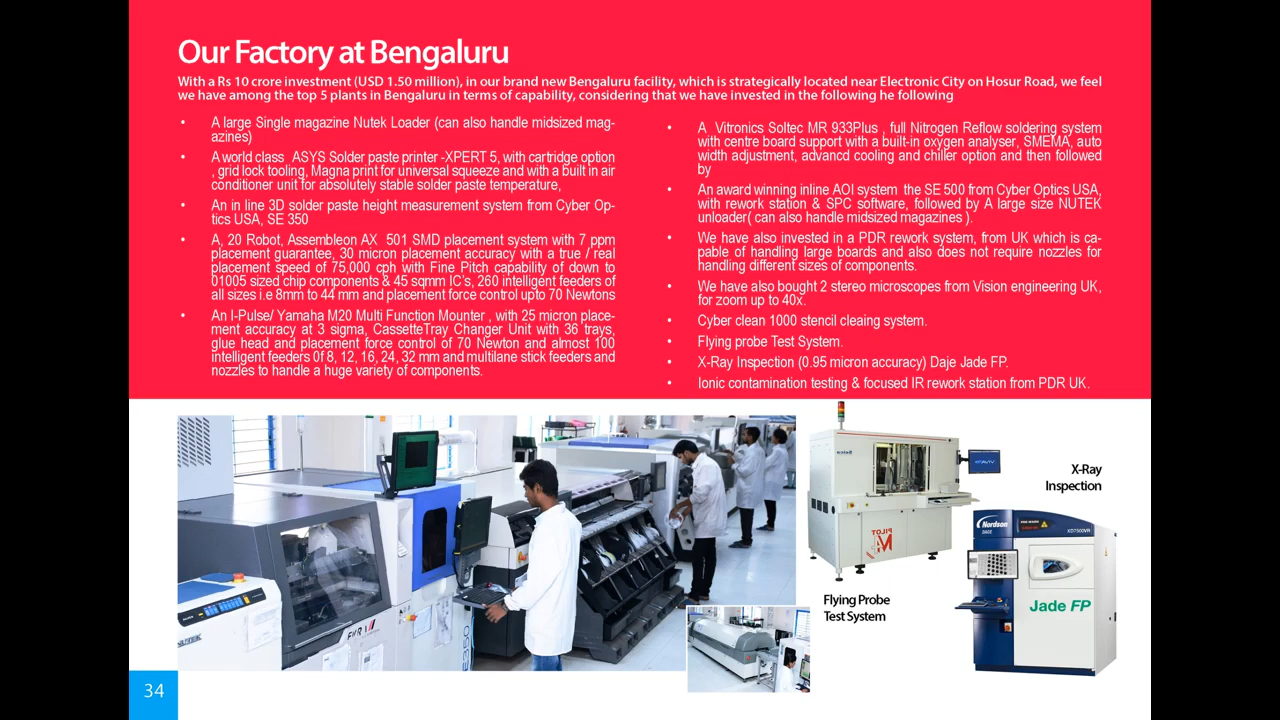 Our Factory at Bengaluru
With a Rs 10 crore investment (USD 1.50 million), in our brand new Bengaluru facility, which is strategically located near Electronic City on Hosur Road, we feel
we have among the top 5 plants in Bengaluru in terms of capability, considering that we have invested in the following he following
• A large Single magazine Nutek Loader (can also handle midsized mag-
azines)
• A world class ASYS Solder paste printer -XPERT 5, with cartridge option
, grid lock tooling, Magna print for universal squeeze and with a built in air
conditioner unit for absolutely stable solder paste temperature,
• An in line 3D solder paste height measurement system from Cyber Op-
tics USA, SE 350
• A, 20 Robot, Assembleon AX 501 SMD placement system with 7 ppm
placement guarantee, 30 micron placement accuracy with a true / real
placement speed of 75,000 cph with Fine Pitch capability of down to
01005 sized chip components & 45 sqmm IC's, 260 intelligent feeders of
all sizes i.e 8mm to 44 mm and placement force control upto 70 Newtons
• An I-Pulse/ Yamaha M20 Multi Function Mounter , with 25 micron place-
ment accuracy at 3 sigma, CassetteTray Changer Unit with 36 trays,
glue head and placement force control of 70 Newton and almost 100
intelligent feeders 0f 8, 12, 16, 24, 32 mm and multilane stick feeders and
nozzles to handle a huge variety of components.
• A Vitronics Soltec MR 933Plus , full Nitrogen Reflow soldering system
with centre board support with a built-in oxygen analyser, SMEMA, auto
width adjustment, advancd cooling and chiller option and then followed
by
• An award winning inline AOI system the SE 500 from Cyber Optics USA,
with rework station & SPC software, followed by A large size NUTEK
unloader( can also handle midsized magazines ).
• We have also invested in a PDR rework system, from UK which is ca-
pable of handling large boards and also does not require nozzles for
handling different sizes of components.
• We have also bought 2 stereo microscopes from Vision engineering UK,
for zoom up to 40x.
• Cyber clean 1000 stencil cleaing system.
• Flying probe Test System.
• X-Ray Inspection (0.95 micron accuracy) Daje Jade FP.
• Ionic contamination testing & focused IR rework station from PDR UK.
X-Ray
Inspection
Nordson
DAGE
XD7500VR
Jade FP
PILOT
Flying Probe
Test System
34